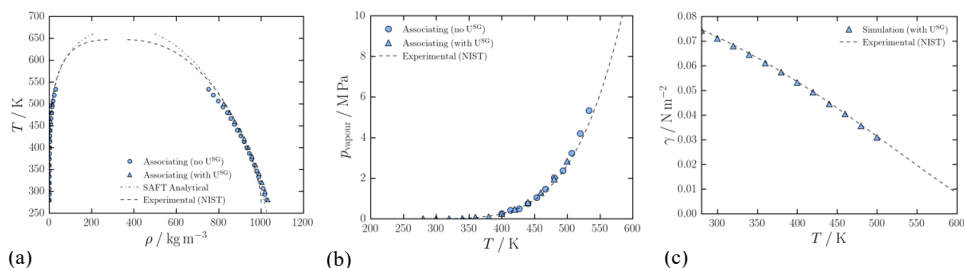 700
650
600
550
500
450
400
350
300
250
T / K
Associating (no U^SG)
Associating (with U^SG)
SAFT Analytical
Experimental (NIST)
0 200 400 600 800 1000 1200
ρ / kg m⁻³
(a)
10
8
6
4
2
0
p_vapour / MPa
Associating (no U^SG)
Associating (with U^SG)
Experimental (NIST)
200 250 300 350 400 450 500 550 600
T / K
(b)
0.08
0.07
0.06
0.05
0.04
0.03
0.02
0.01
0.00
γ / N m⁻²
Simulation (with U^SG)
Experimental (NIST)
300 350 400 450 500 550 600
T / K
(c)